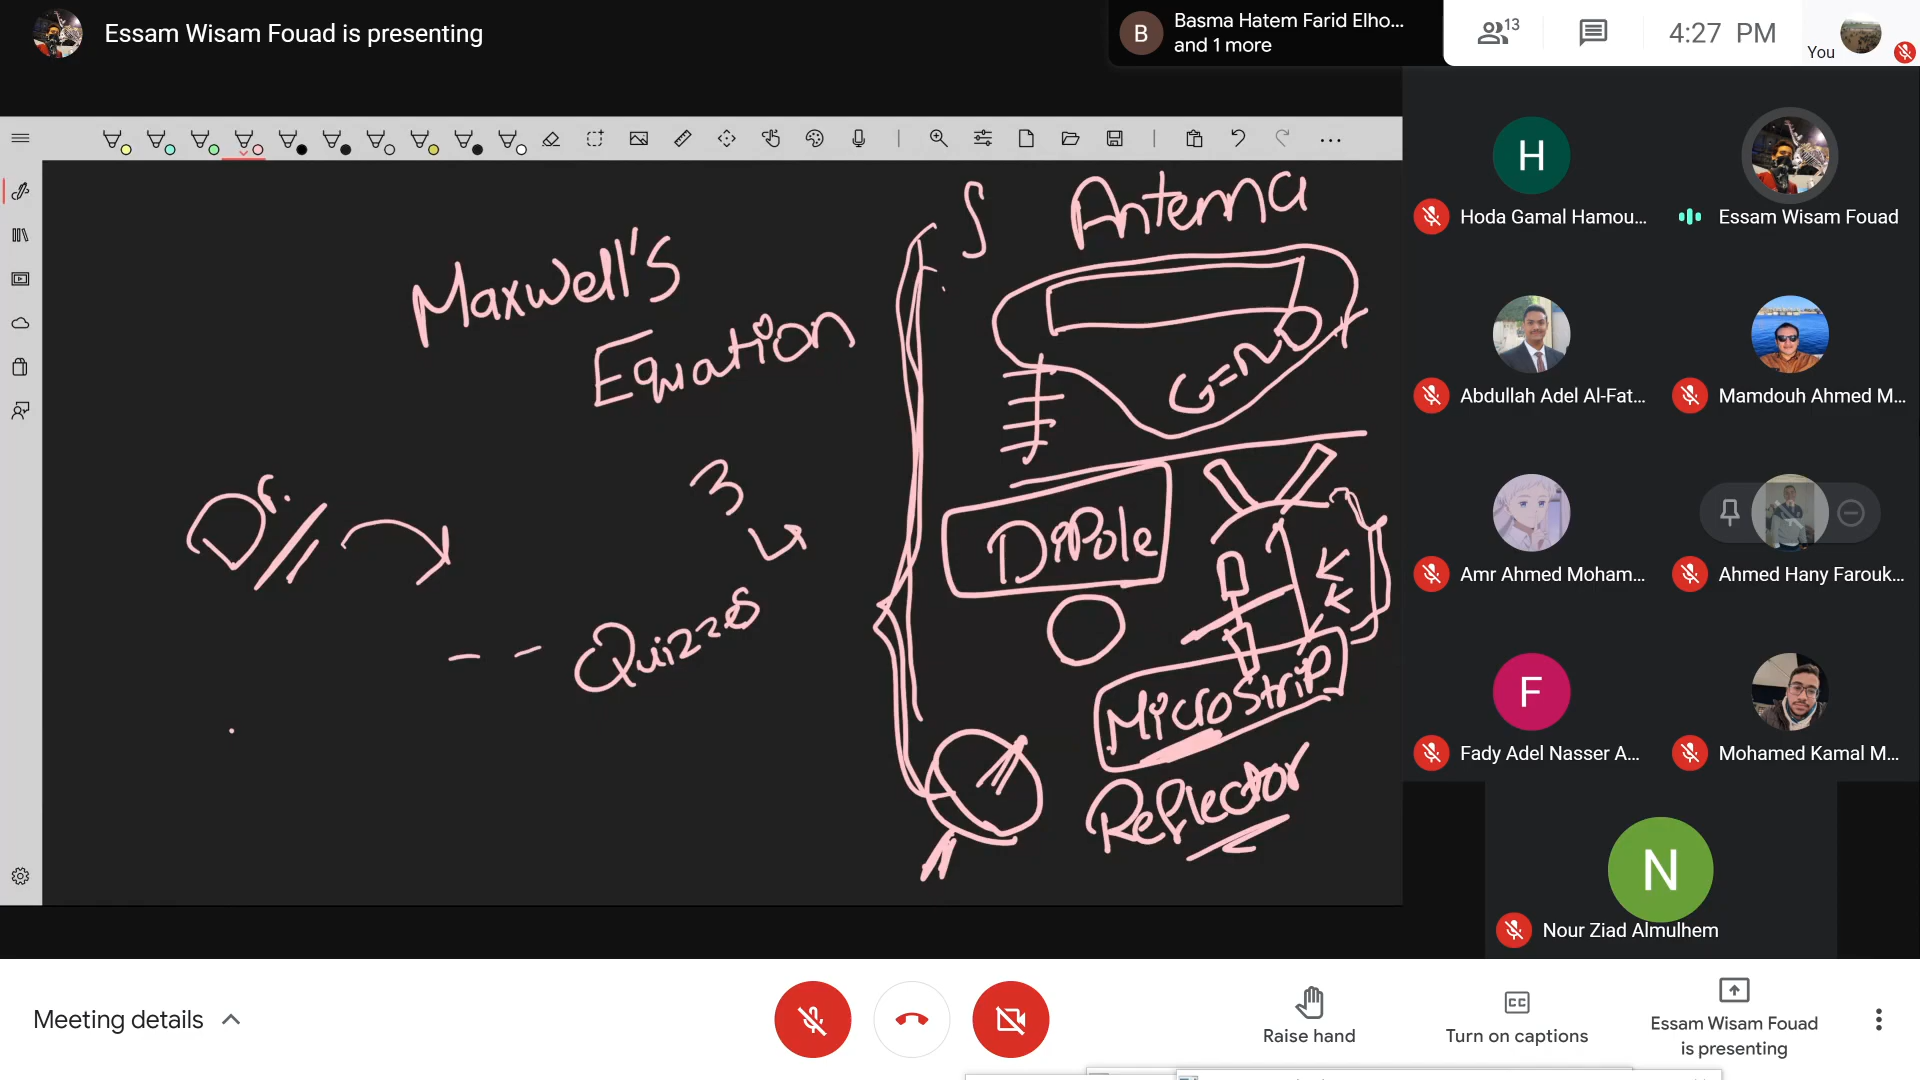 Essam Wisam Fouad is presenting
B
Basma Hatem Farid Elho...
and 1 more
13
4:27 PM
You
Antenna
Maxwell's
Equation
G=nD
Dr.
3
Dipole
Quizzes
Microstrip
Reflector
H
Hoda Gamal Hamou...
Essam Wisam Fouad
Abdullah Adel Al-Fat...
Mamdouh Ahmed M...
Amr Ahmed Moham...
Ahmed Hany Farouk...
F
Fady Adel Nasser A...
Mohamed Kamal M...
N
Nour Ziad Almulhem
Meeting details
Raise hand
CC
Turn on captions
Essam Wisam Fouad
is presenting